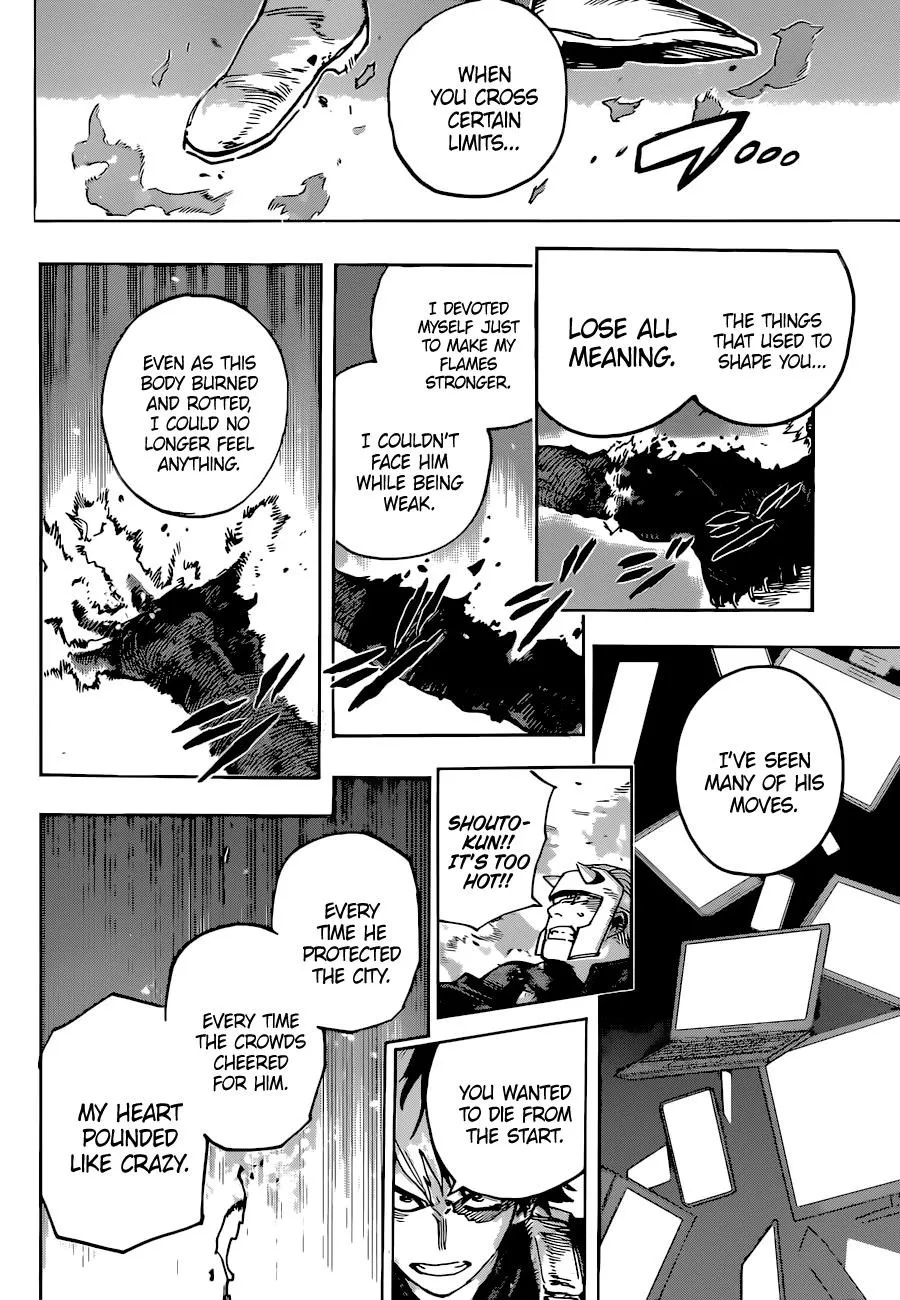 WHEN
YOU CROSS
CERTAIN
LIMITS...
THE THINGS
THAT USED TO
SHAPE YOU...
LOSE ALL
MEANING.
I DEVOTED
MYSELF JUST
TO MAKE MY
FLAMES
STRONGER.
I COULDN'T
FACE HIM
WHILE BEING
WEAK.
EVEN AS THIS
BODY BURNED
AND ROTTED,
I COULD NO
LONGER FEEL
ANYTHING.
I'VE SEEN
MANY OF HIS
MOVES.
SHOUTO-
KUN!!
IT'S TOO
HOT!!
EVERY
TIME HE
PROTECTED
THE CITY.
EVERY TIME
THE CROWDS
CHEERED
FOR HIM.
MY HEART
POUNDED
LIKE CRAZY.
YOU WANTED
TO DIE FROM
THE START.